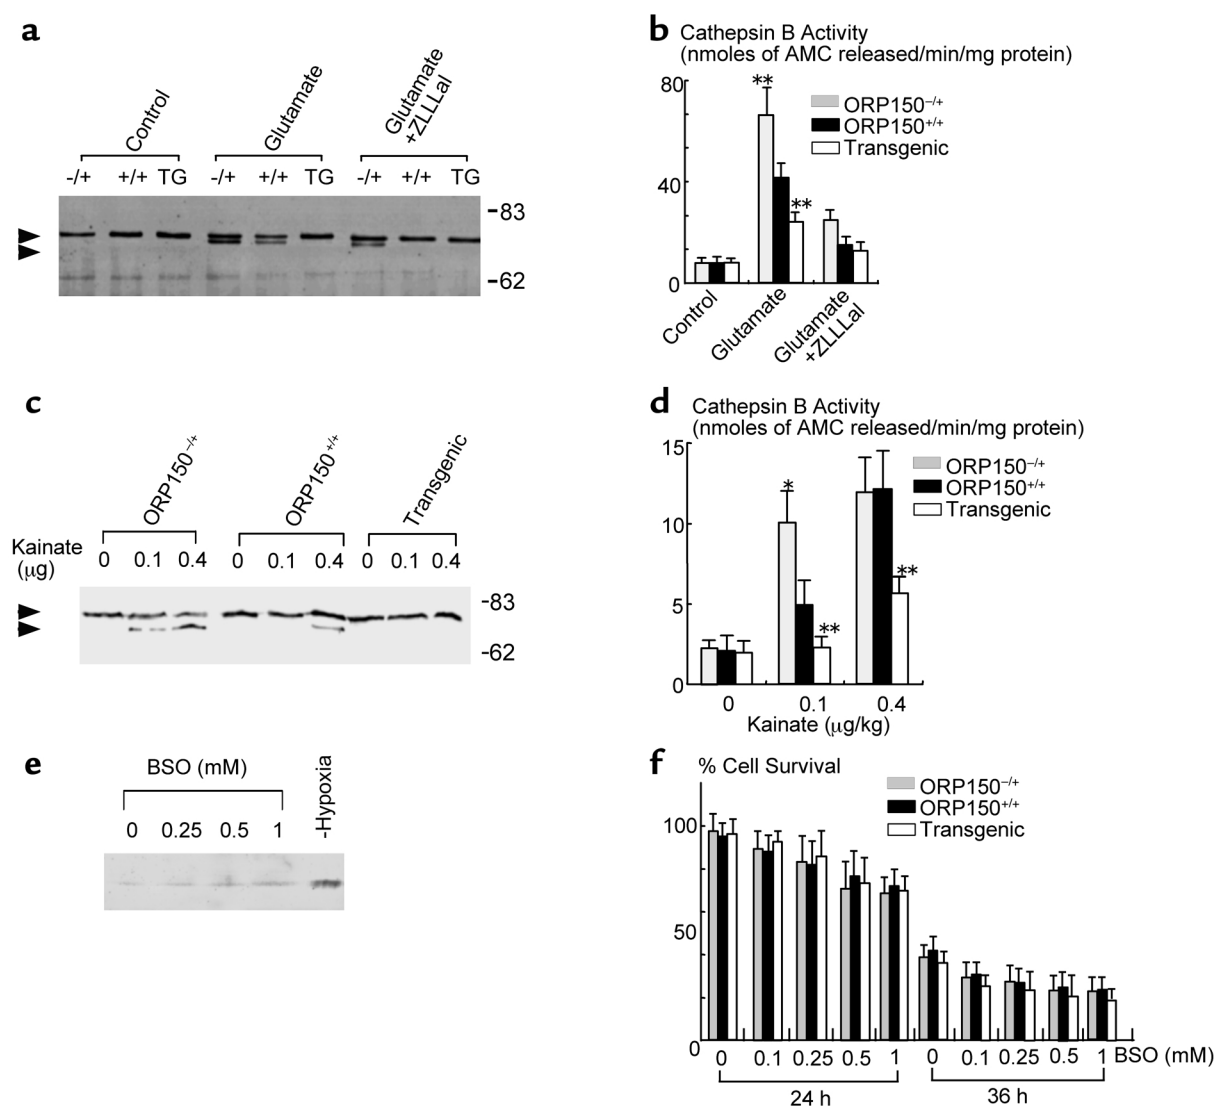 a
Control
Glutamate
Glutamate
+ZLLLal
-/+ +/+ TG -/+ +/+ TG -/+ +/+ TG
-83
-62
b
Cathepsin B Activity
(nmoles of AMC released/min/mg protein)
80
40
0
**
**
ORP150–/+
ORP150+/+
Transgenic
Control
Glutamate
Glutamate
+ZLLLal
c
ORP150–/+
ORP150+/+
Transgenic
Kainate
(μg)
0 0.1 0.4 0 0.1 0.4 0 0.1 0.4
-83
-62
d
Cathepsin B Activity
(nmoles of AMC released/min/mg protein)
15
10
5
0
*
**
**
ORP150–/+
ORP150+/+
Transgenic
0 0.1 0.4
Kainate (μg/kg)
e
BSO (mM)
0 0.25 0.5 1
-Hypoxia
f
% Cell Survival
100
50
0
ORP150–/+
ORP150+/+
Transgenic
0 0.1 0.25 0.5 1 0 0.1 0.25 0.5 1 BSO (mM)
24 h 36 h